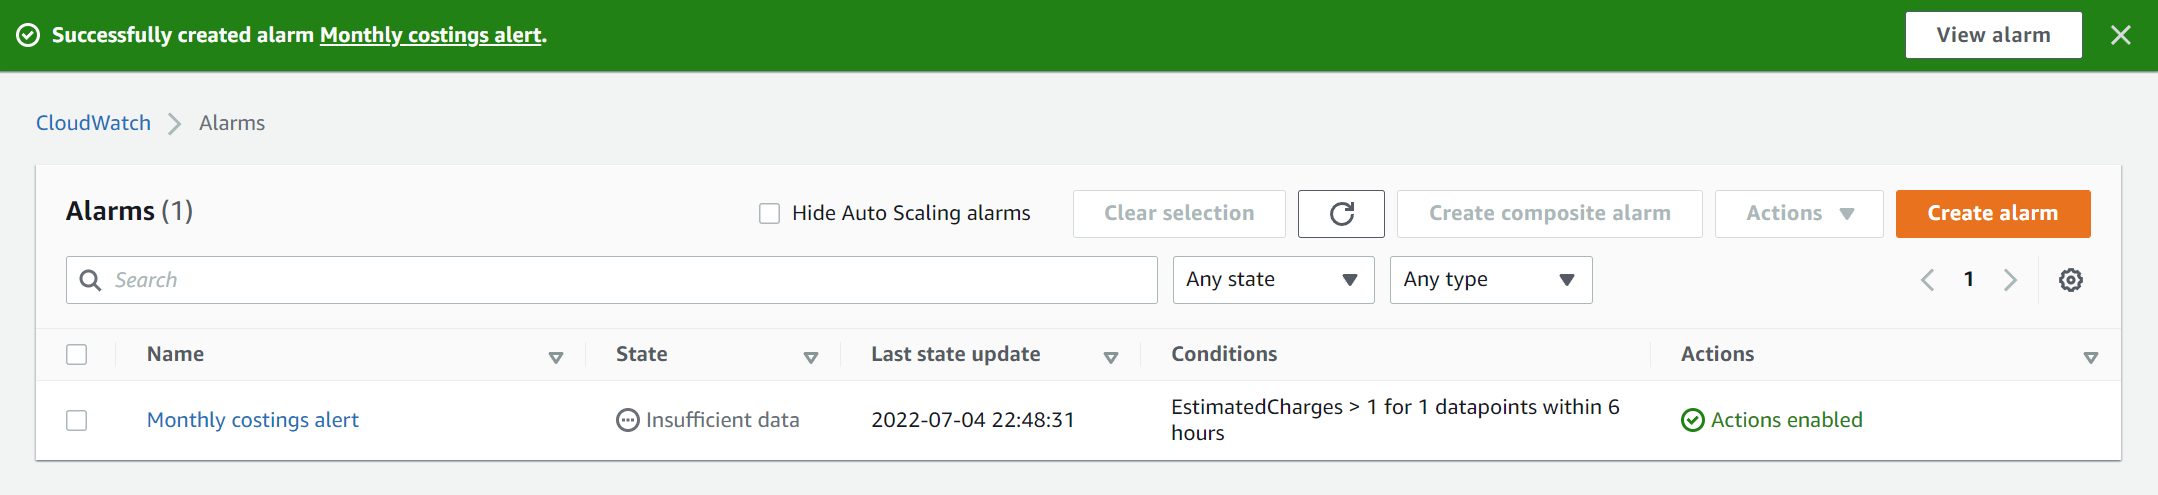 Successfully created alarm Monthly costings alert.
View alarm
CloudWatch
Alarms
Alarms (1)
Hide Auto Scaling alarms
Clear selection
Create composite alarm
Actions
Create alarm
Search
Any state
Any type
1
Name
State
Last state update
Conditions
Actions
Monthly costings alert
Insufficient data
2022-07-04 22:48:31
EstimatedCharges > 1 for 1 datapoints within 6
hours
Actions enabled